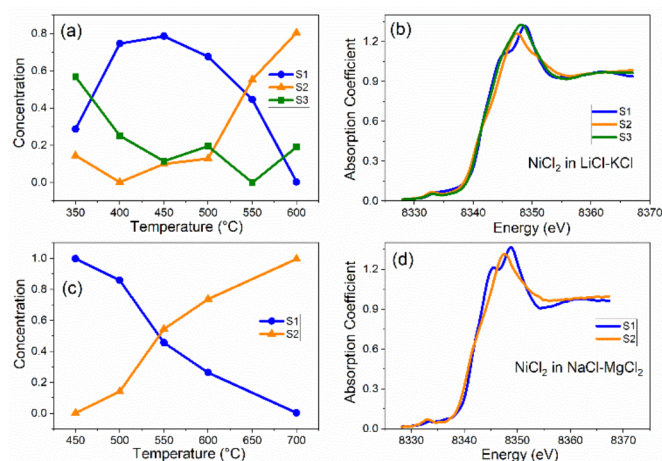 (a)
Concentration
0.8
0.6
0.4
0.2
0.0
S1
S2
S3
350 400 450 500 550 600
Temperature (°C)
(b)
Absorption Coefficient
1.2
0.9
0.6
0.3
0.0
S1
S2
S3
NiCl2 in LiCl-KCl
8330 8340 8350 8360
Energy (eV)
(c)
Concentration
1.0
0.8
0.6
0.4
0.2
0.0
S1
S2
450 500 550 600 650 700
Temperature (°C)
(d)
Absorption Coefficient
1.2
0.9
0.6
0.3
0.0
S1
S2
NiCl2 in NaCl-MgCl2
8330 8340 8350 8360 8370
Energy (eV)